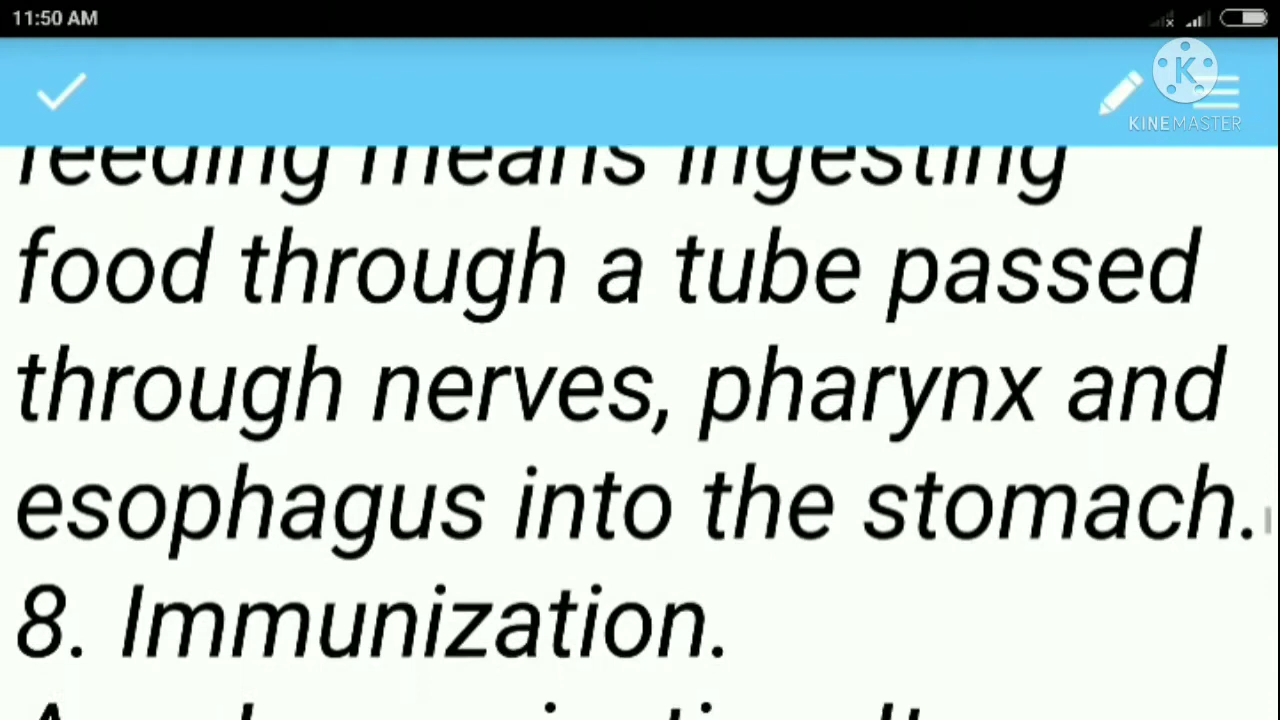 11:50 AM
K
KINEMASTER
feeding means ingesting
food through a tube passed
through nerves, pharynx and
esophagus into the stomach.
8. Immunization.